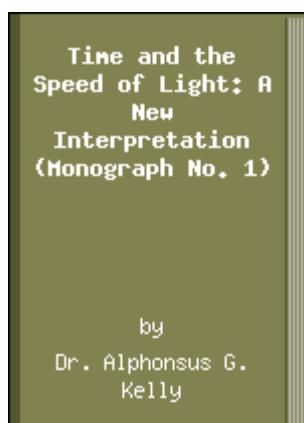 Time and the
Speed of Light: A
New
Interpretation
(Monograph No. 1)
by
Dr. Alphonsus G.
Kelly